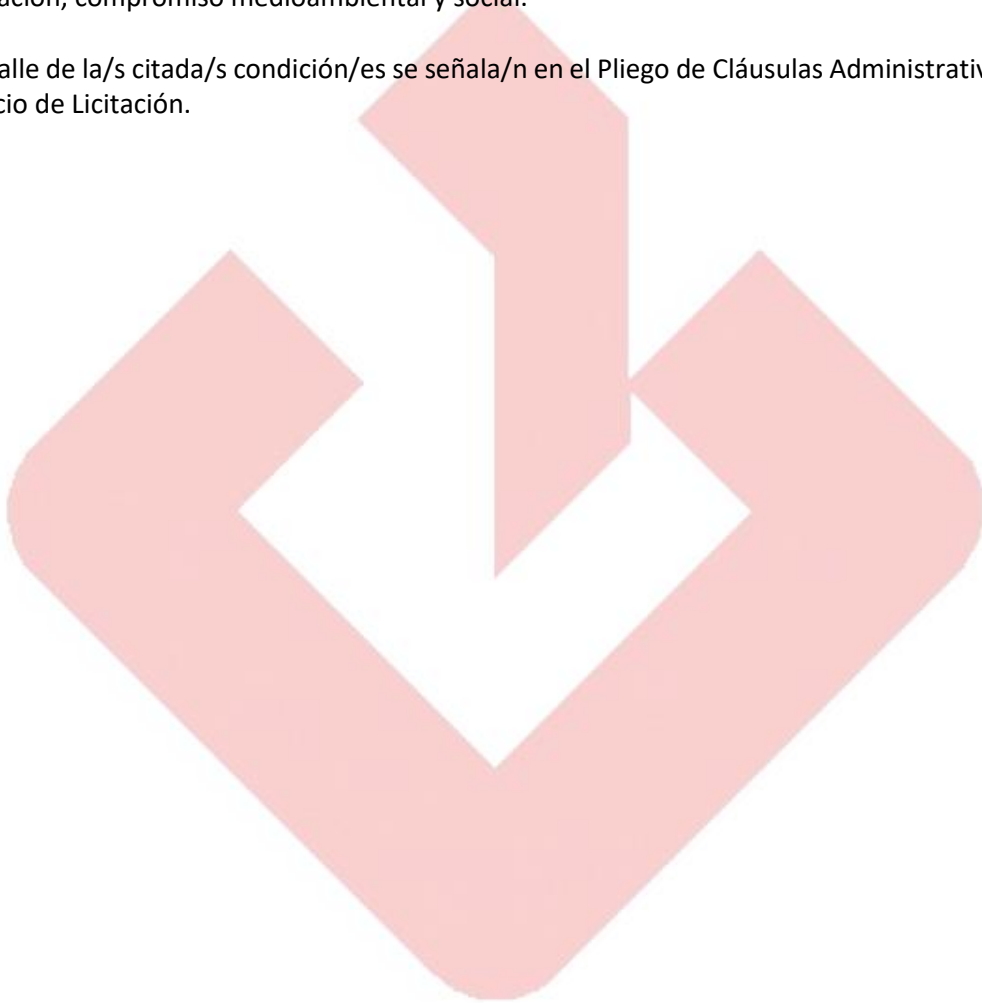 ación, compromiso medioambiental y social.
alle de la/s citada/s condición/es se señala/n en el Pliego de Cláusulas Administrativ
cio de Licitación.